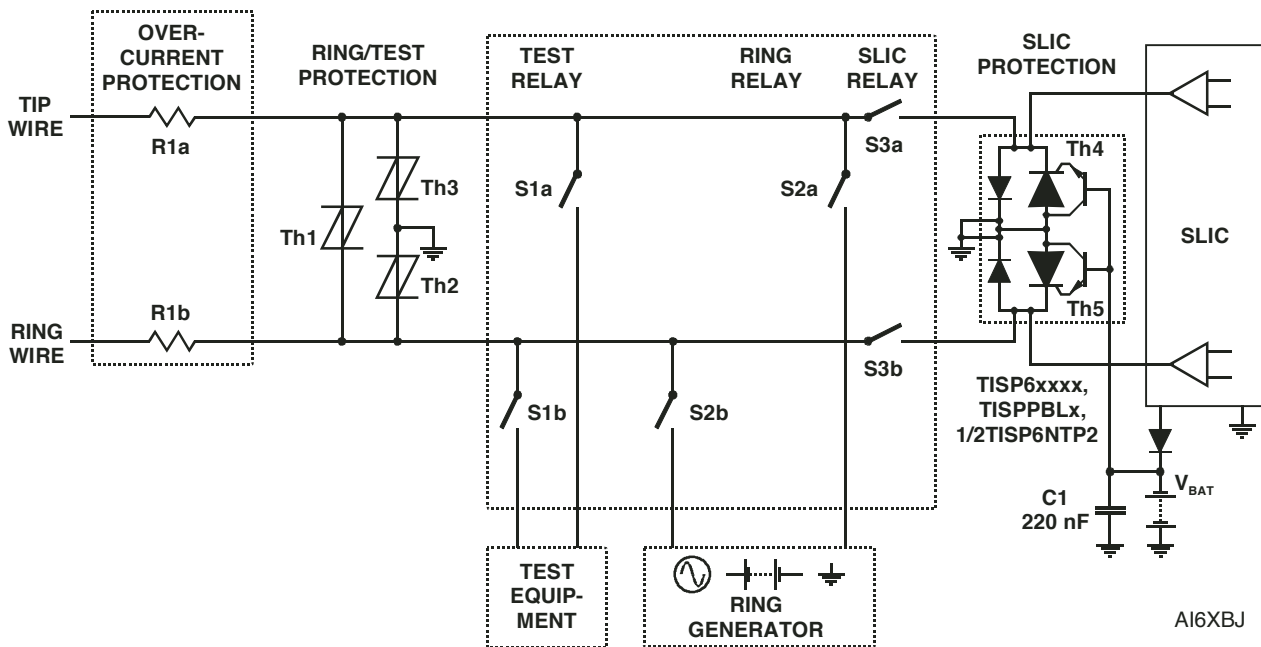 OVER-
CURRENT
PROTECTION
RING/TEST
PROTECTION
TEST
RELAY
RING
RELAY
SLIC
RELAY
SLIC
PROTECTION
TIP
WIRE
R1a
Th1
Th3
Th2
S1a
S2a
S3a
Th4
SLIC
Th5
RING
WIRE
R1b
S1b
S2b
S3b
TISP6xxxx,
TISPPBLx,
1/2TISP6NTP2
C1
220 nF
VBAT
TEST
EQUIP-
MENT
RING
GENERATOR
AI6XBJ